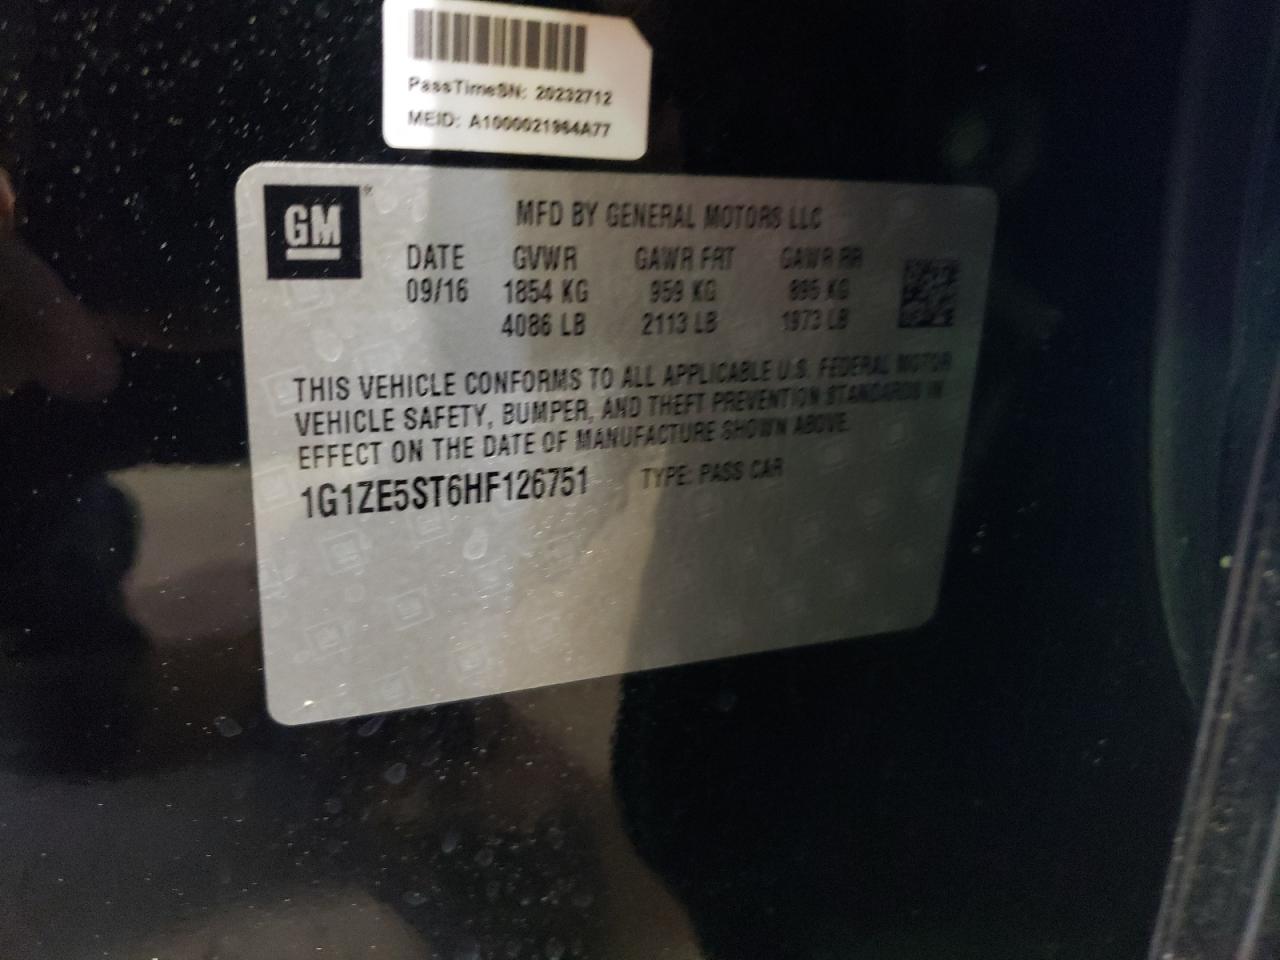 PassTimeSN: 20232712
MEID: A1000021964A77
GM®
MFD BY GENERAL MOTORS LLC
DATE GVWR GAWR FRT GAWR RR
09/16 1854 KG 959 KG 895 KG
4086 LB 2113 LB 1973 LB
THIS VEHICLE CONFORMS TO ALL APPLICABLE U.S. FEDERAL MOTOR
VEHICLE SAFETY, BUMPER, AND THEFT PREVENTION STANDARDS IN
EFFECT ON THE DATE OF MANUFACTURE SHOWN ABOVE.
1G1ZE5ST6HF126751 TYPE: PASS CAR